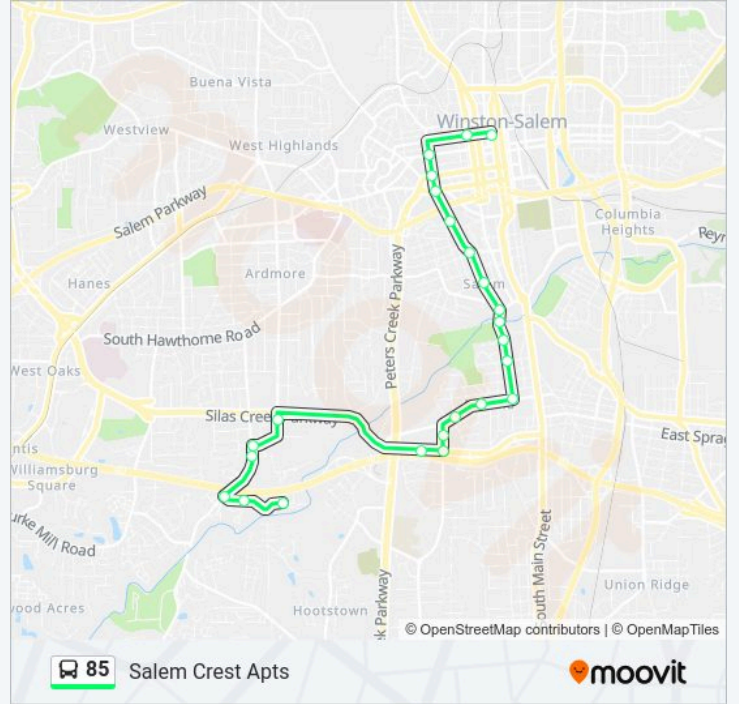 Buena Vista
Winston-Salem
Westview
West Highlands
Salem Parkway
Columbia
Heights
Reyn
Ardmore
Hanes
Salem
Peters Creek Parkway
South Hawthorne Road
West Oaks
Silas Creek Parkway
East Sprag
ntis
Williamsburg
Square
urke Mill Road
South Main Street
Union Ridge
wood Acres
Hootstown
ek Parkway
© OpenStreetMap contributors | © OpenMapTiles
85 Salem Crest Apts
moovit